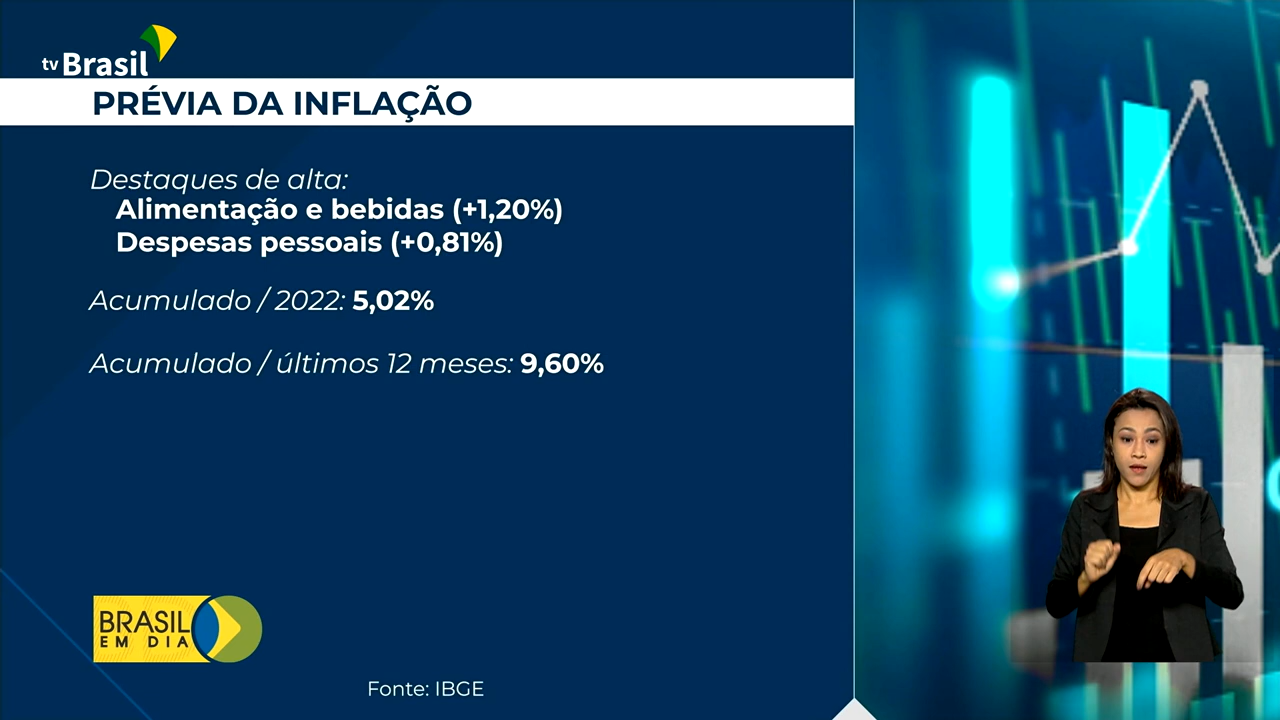 tv Brasil
PRÉVIA DA INFLAÇÃO
Destaques de alta:
Alimentação e bebidas (+1,20%)
Despesas pessoais (+0,81%)
Acumulado / 2022: 5,02%
Acumulado / últimos 12 meses: 9,60%
BRASIL
EM DIA
Fonte: IBGE